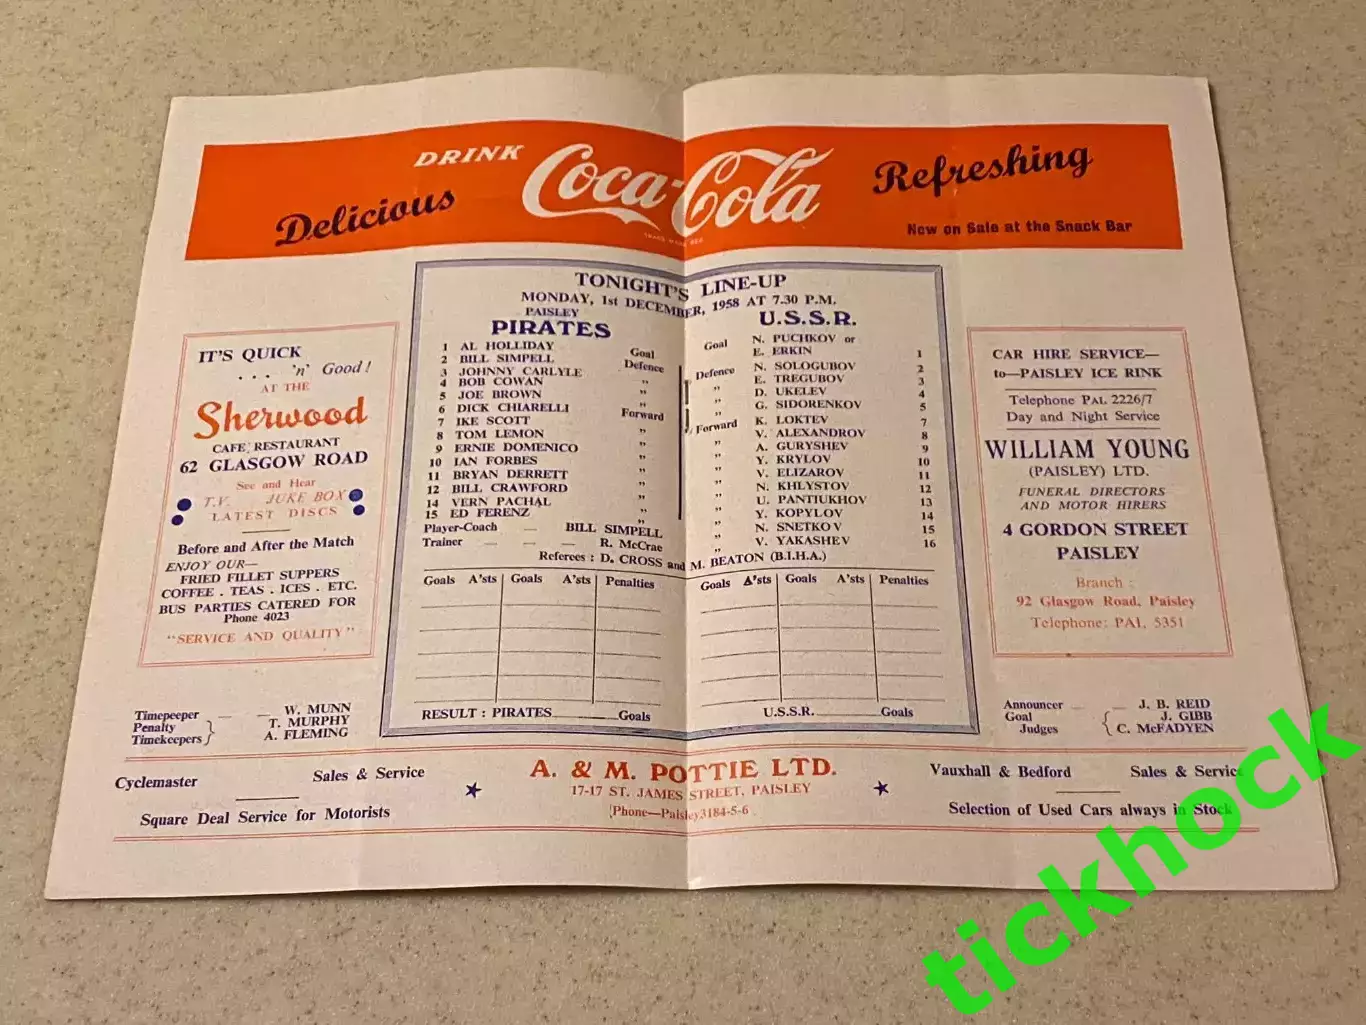 DRINK Coca-Cola
Delicious
Refreshing
TRADE MARK REG
Now on Sale at the Snack Bar
TONIGHT'S LINE-UP
MONDAY, 1st DECEMBER, 1958 AT 7.30 P.M.
PAISLEY
PIRATES
1 AL HOLLIDAY Goal
2 BILL SIMPELL Defence
3 JOHNNY CARLYLE "
4 BOB COWAN "
5 JOE BROWN "
6 DICK CHIARELLI Forward
7 IKE SCOTT "
8 TOM LEMON "
9 ERNIE DOMENICO "
10 IAN FORBES "
11 BRYAN DERRETT "
12 BILL CRAWFORD "
14 VERN PACHAL "
15 ED FERENZ "
Player-Coach BILL SIMPELL
Trainer R. McCrae
U.S.S.R.
Goal N. PUCHKOV or
E. ERKIN 1
Defence N. SOLOGUBOV 2
" E. TREGUBOV 3
" D. UKELEV 4
" G. SIDORENKOV 5
Forward K. LOKTEV 7
" V. ALEXANDROV 8
" A. GURYSHEV 9
" Y. KRYLOV 10
" V. ELIZAROV 11
" N. KHLYSTOV 12
" U. PANTIUKHOV 13
" Y. KOPYLOV 14
" N. SNETKOV 15
" V. YAKASHEV 16
Referees : D. CROSS and M. BEATON (B.I.H.A.)
Goals A'sts Goals A'sts Penalties
Goals A'sts Goals A'sts Penalties
RESULT : PIRATES Goals
U.S.S.R. Goals
IT'S QUICK
. . . 'n' Good!
AT THE
Sherwood
CAFE RESTAURANT
62 GLASGOW ROAD
See and Hear
T.V. JUKE BOX
LATEST DISCS
Before and After the Match
ENJOY OUR—
FRIED FILLET SUPPERS
COFFEE . TEAS . ICES . ETC.
BUS PARTIES CATERED FOR
Phone 4023
"SERVICE AND QUALITY"
CAR HIRE SERVICE—
to—PAISLEY ICE RINK
Telephone PAI. 2226/7
Day and Night Service
WILLIAM YOUNG
(PAISLEY) LTD.
FUNERAL DIRECTORS
AND MOTOR HIRERS
4 GORDON STREET
PAISLEY
Branch :
92 Glasgow Road, Paisley
Telephone: PAI. 5351
Timepeeper W. MUNN
Penalty T. MURPHY
Timekeepers A. FLEMING
Announcer J. B. REID
Goal J. GIBB
Judges C. McFADYEN
Cyclemaster Sales & Service
Square Deal Service for Motorists
A. & M. POTTIE LTD.
17-17 ST. JAMES STREET, PAISLEY
Phone—Paisley3184-5-6
Vauxhall & Bedford Sales & Service
Selection of Used Cars always in Stock
tickhock